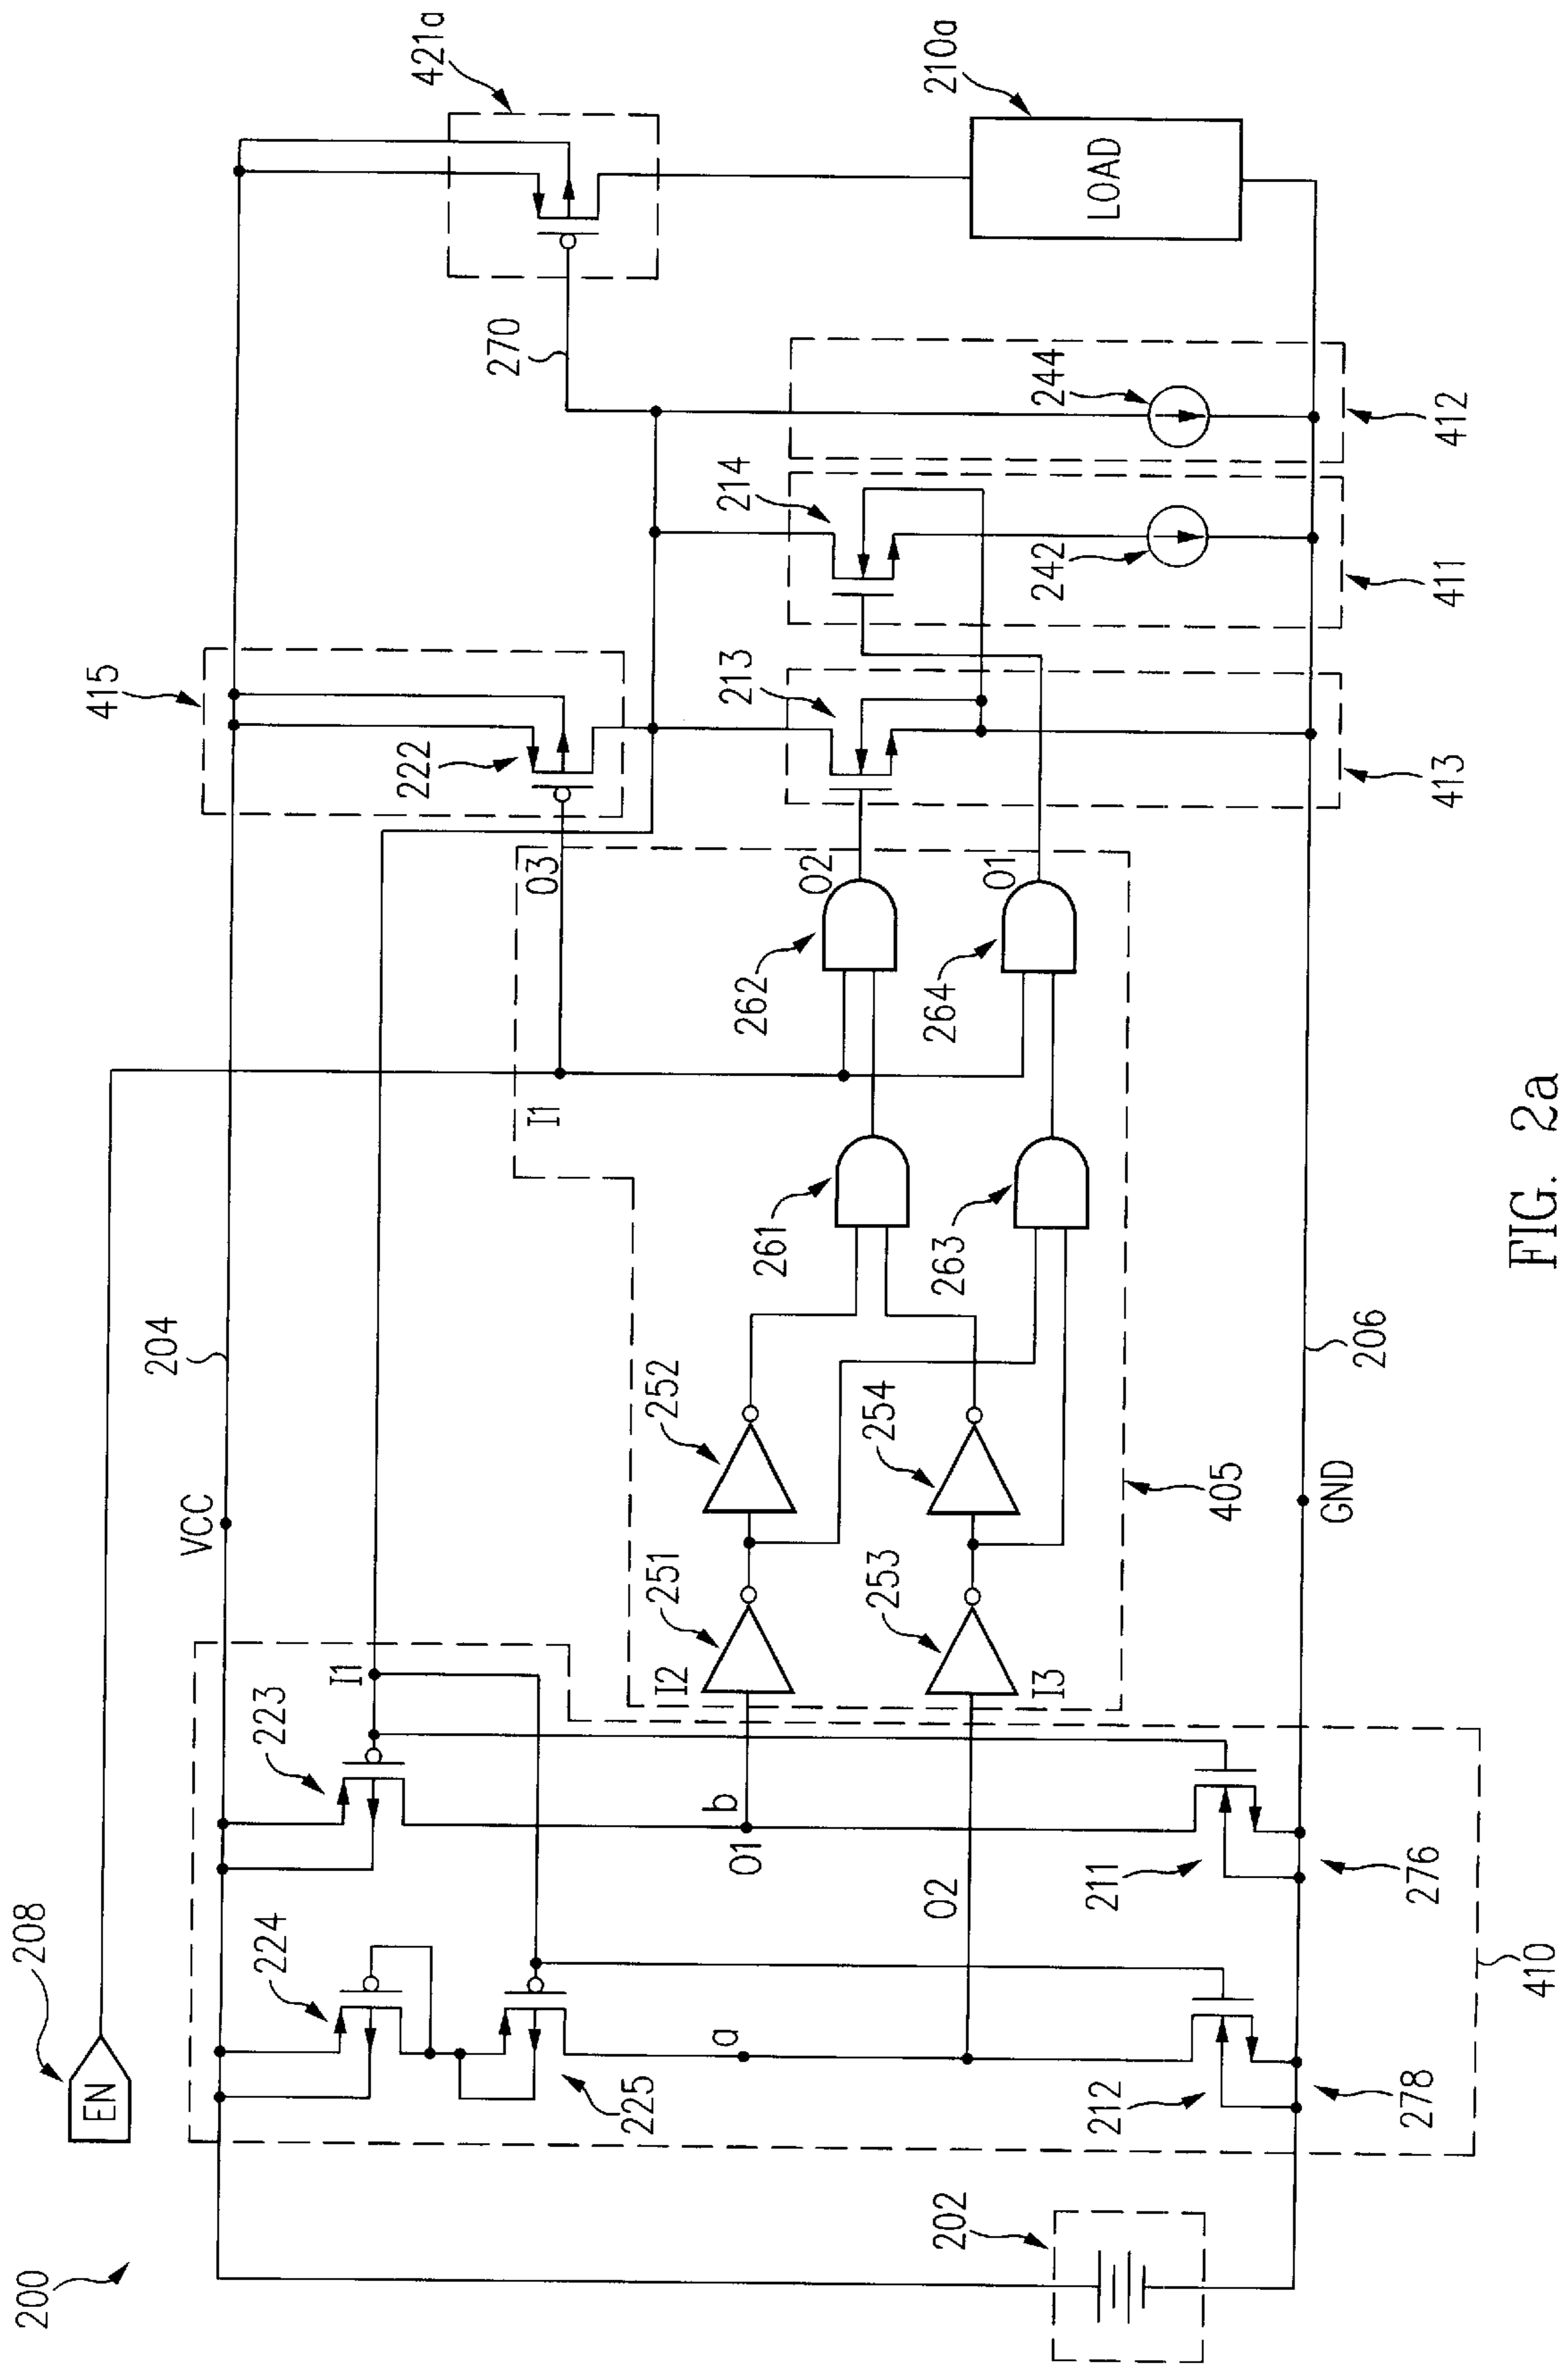 200
208
EN
204
VCC
415
421a
270
222
224
223
I1
I1
O3
225
a
b
O1
O2
I2
I3
251
252
253
254
261
262
263
264
O2
O1
213
214
210a
LOAD
242
244
202
212
211
278
276
410
405
GND
206
413
411
412
FIG. 2a